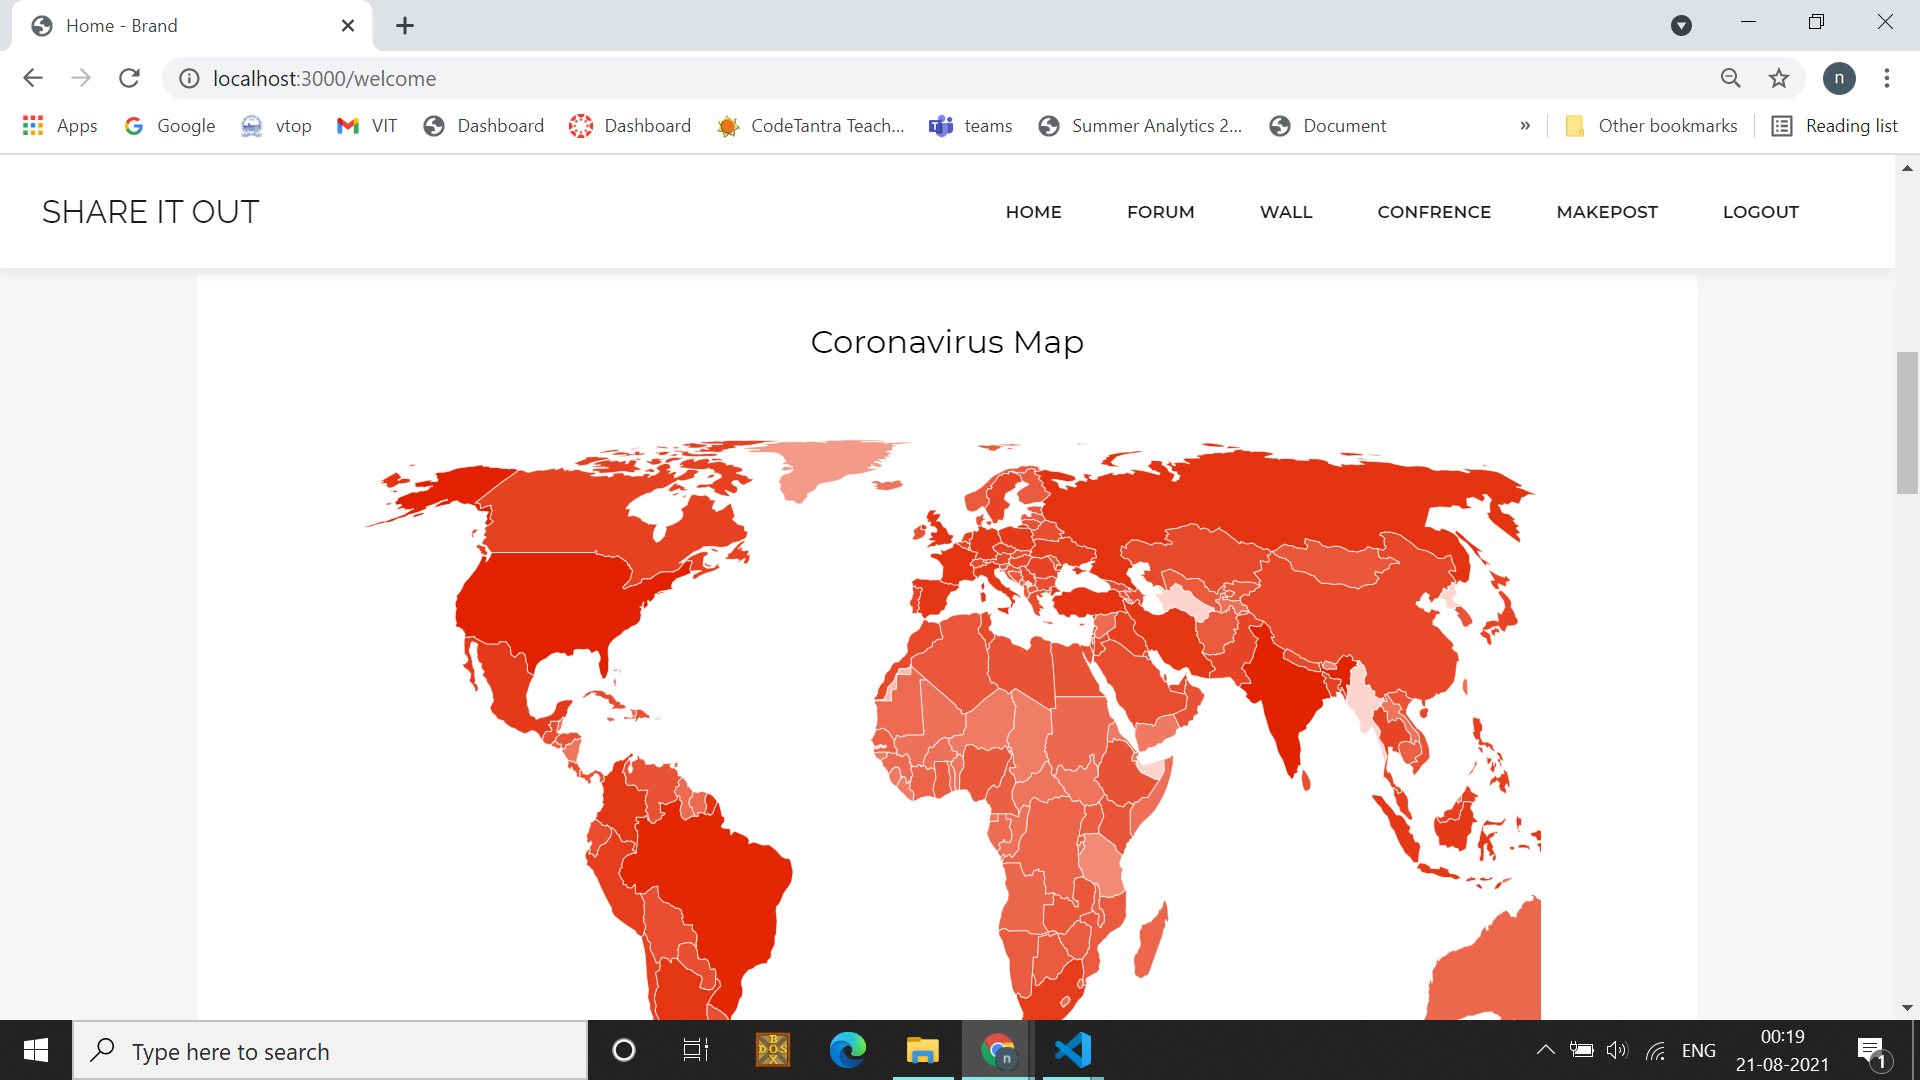 Home - Brand
localhost:3000/welcome
n
Apps Google vtop VIT Dashboard Dashboard CodeTantra Teach... teams Summer Analytics 2... Document » Other bookmarks Reading list
SHARE IT OUT HOME FORUM WALL CONFRENCE MAKEPOST LOGOUT
Coronavirus Map
Type here to search
B
DOS
X
n
ENG
00:19
21-08-2021
1